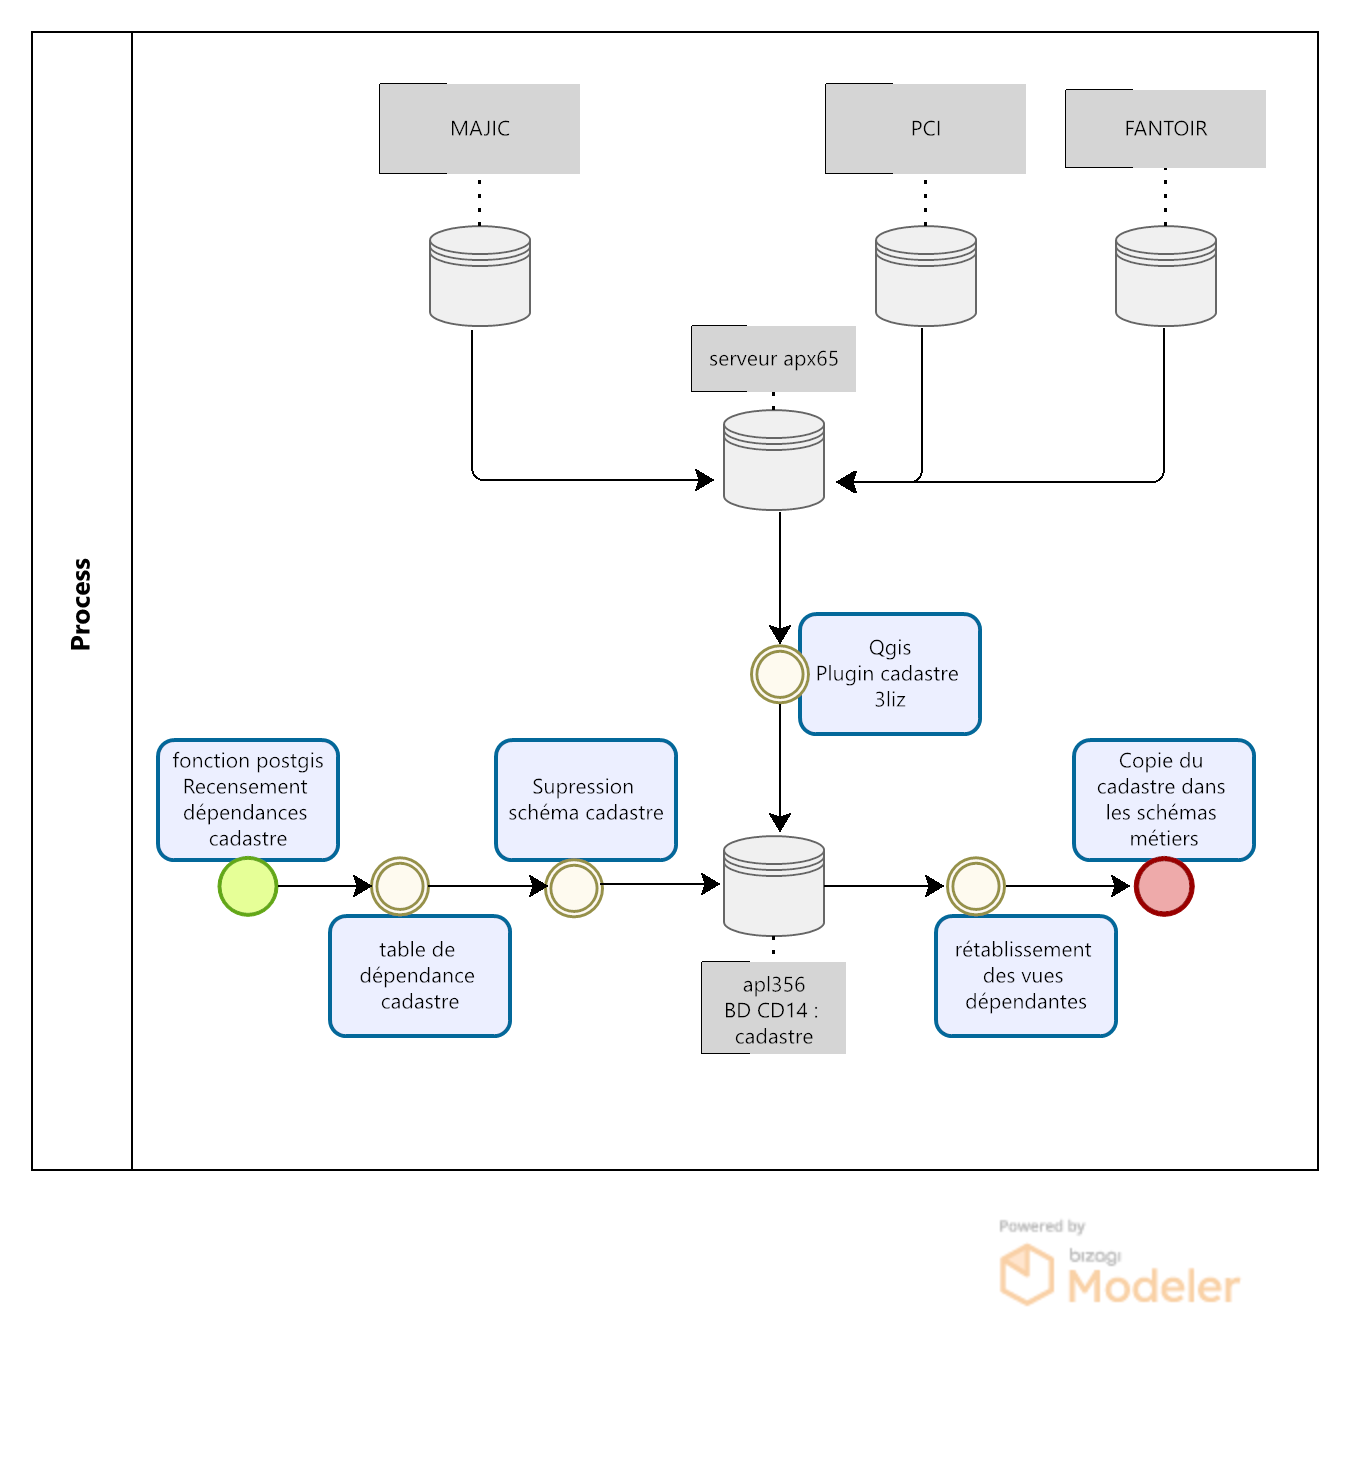 MAJIC
PCI
FANTOIR
serveur apx65
Process
Qgis
Plugin cadastre
3liz
fonction postgis
Recensement
dépendances
cadastre
Supression
schéma cadastre
Copie du
cadastre dans
les schémas
métiers
table de
dépendance
cadastre
apl356
BD CD14 :
cadastre
rétablissement
des vues
dépendantes
Powered by
bizagi
Modeler